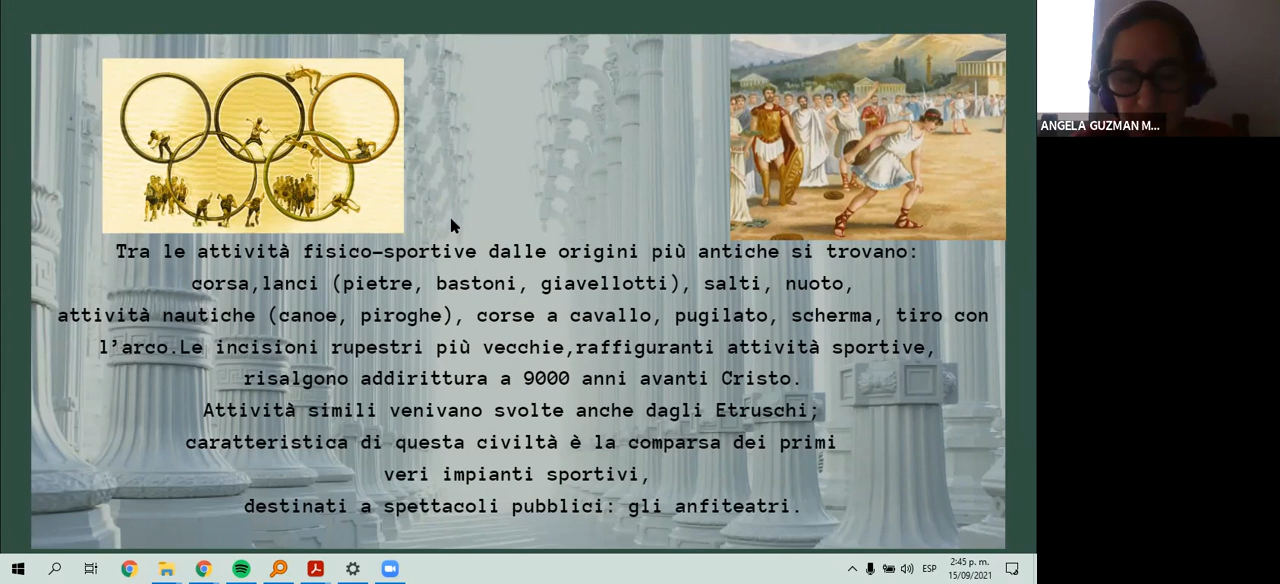 ANGELA GUZMAN M...
Tra le attività fisico-sportive dalle origini più antiche si trovano:
corsa,lanci (pietre, bastoni, giavellotti), salti, nuoto,
attività nautiche (canoe, piroghe), corse a cavallo, pugilato, scherma, tiro con
l’arco.Le incisioni rupestri più vecchie,raffiguranti attività sportive,
risalgono addirittura a 9000 anni avanti Cristo.
Attività simili venivano svolte anche dagli Etruschi;
caratteristica di questa civiltà è la comparsa dei primi
veri impianti sportivi,
destinati a spettacoli pubblici: gli anfiteatri.
ESP
2:45 p. m.
15/09/2021